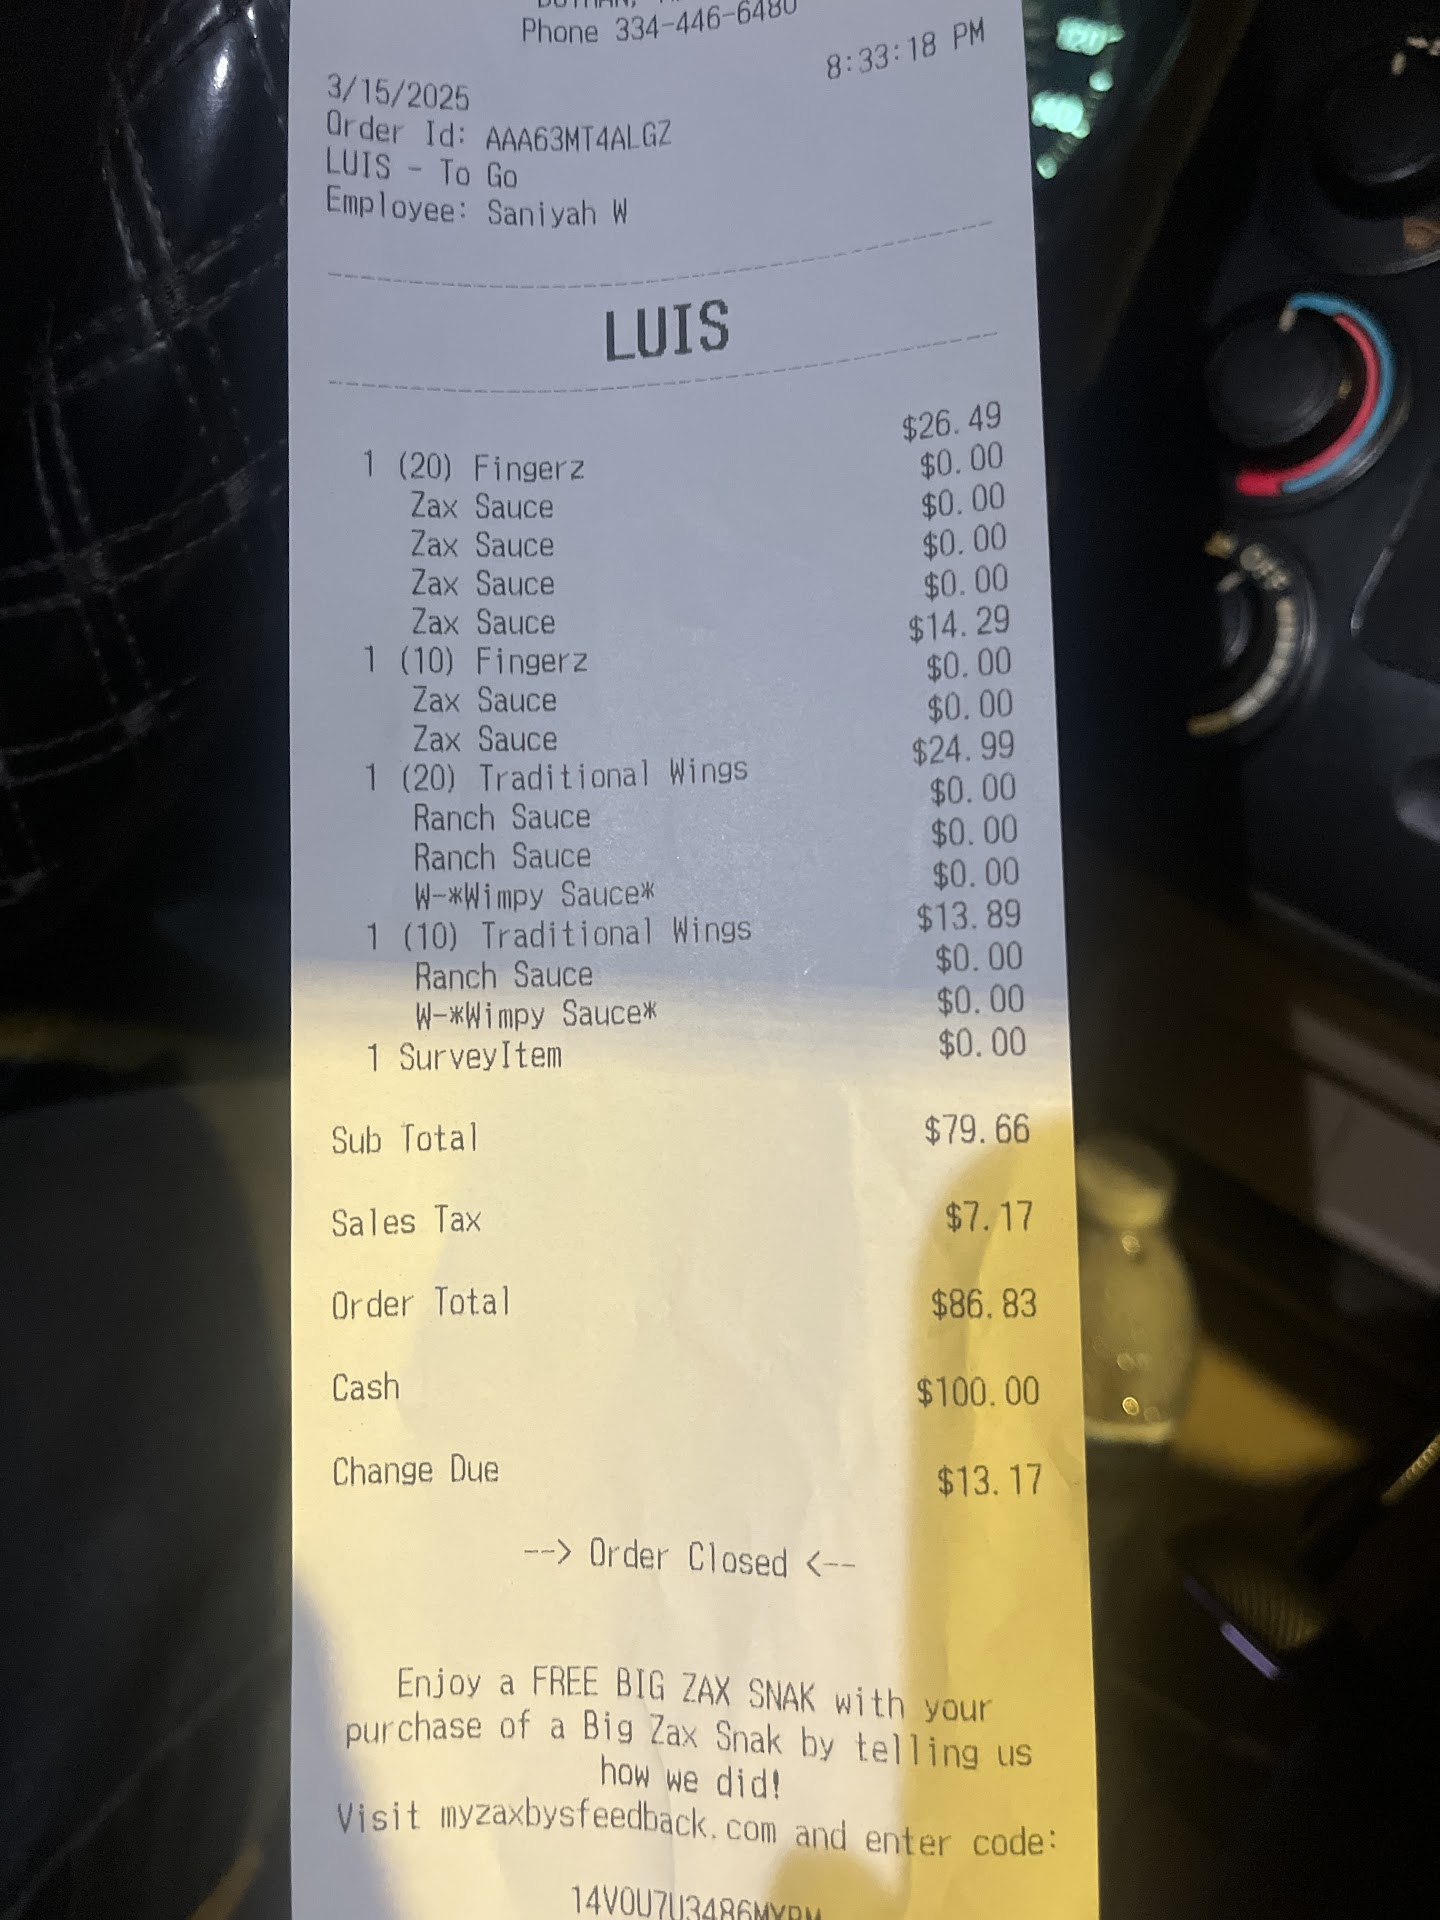 Phone 334-446-6480
8:33:18 PM
3/15/2025
Order Id: AAA63MT4ALGZ
LUIS - To Go
Employee: Saniyah W
LUIS
1 (20) Fingerz $26.49
Zax Sauce $0.00
Zax Sauce $0.00
Zax Sauce $0.00
Zax Sauce $0.00
1 (10) Fingerz $14.29
Zax Sauce $0.00
Zax Sauce $0.00
1 (20) Traditional Wings $24.99
Ranch Sauce $0.00
Ranch Sauce $0.00
W-*Wimpy Sauce* $0.00
1 (10) Traditional Wings $13.89
Ranch Sauce $0.00
W-*Wimpy Sauce* $0.00
1 SurveyItem $0.00
Sub Total $79.66
Sales Tax $7.17
Order Total $86.83
Cash $100.00
Change Due $13.17
--> Order Closed <--
Enjoy a FREE BIG ZAX SNAK with your
purchase of a Big Zax Snak by telling us
how we did!
Visit myzaxbysfeedback.com and enter code:
Off